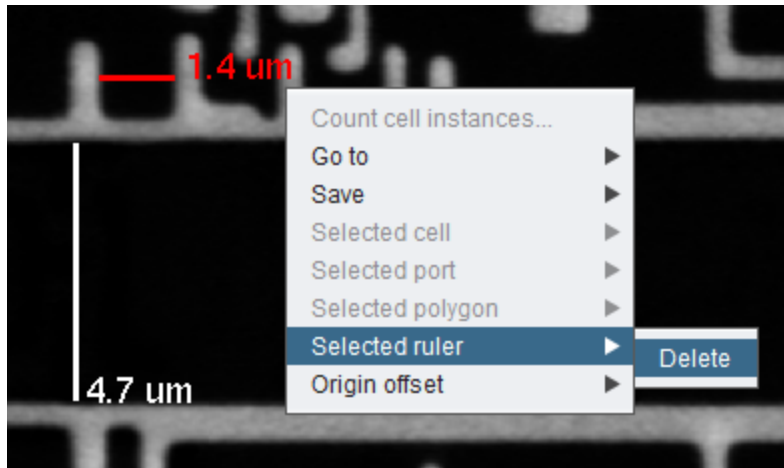 1.4 um
Count cell instances...
Go to
Save
Selected cell
Selected port
Selected polygon
Selected ruler
Delete
Origin offset
4.7 um